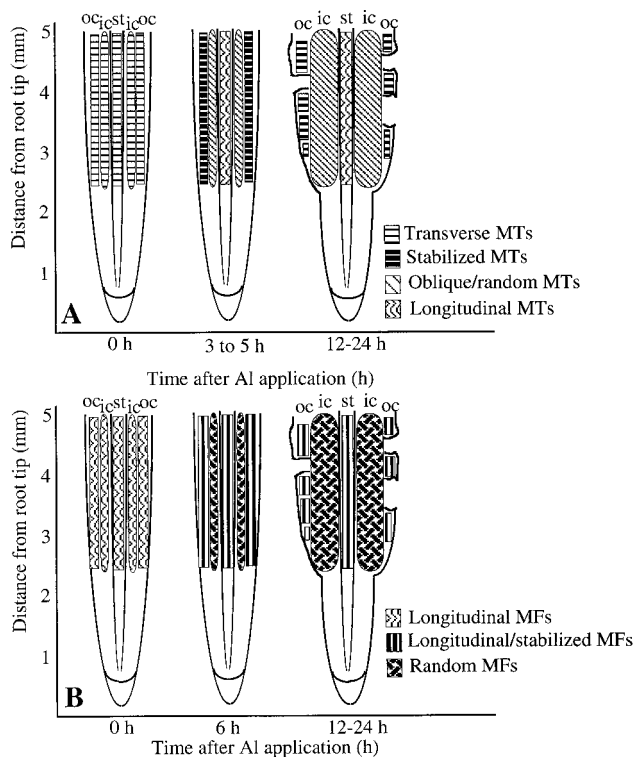 oc ic st ic oc
ic st ic
oc oc
5
4
3
2
1
Distance from root tip (mm)
Transverse MTs
Stabilized MTs
Oblique/random MTs
Longitudinal MTs
A
0 h 3 to 5 h 12-24 h
Time after Al application (h)
oc ic st ic oc
ic st ic
oc oc
5
4
3
2
1
Distance from root tip (mm)
Longitudinal MFs
Longitudinal/stabilized MFs
Random MFs
B
0 h 6 h 12-24 h
Time after Al application (h)